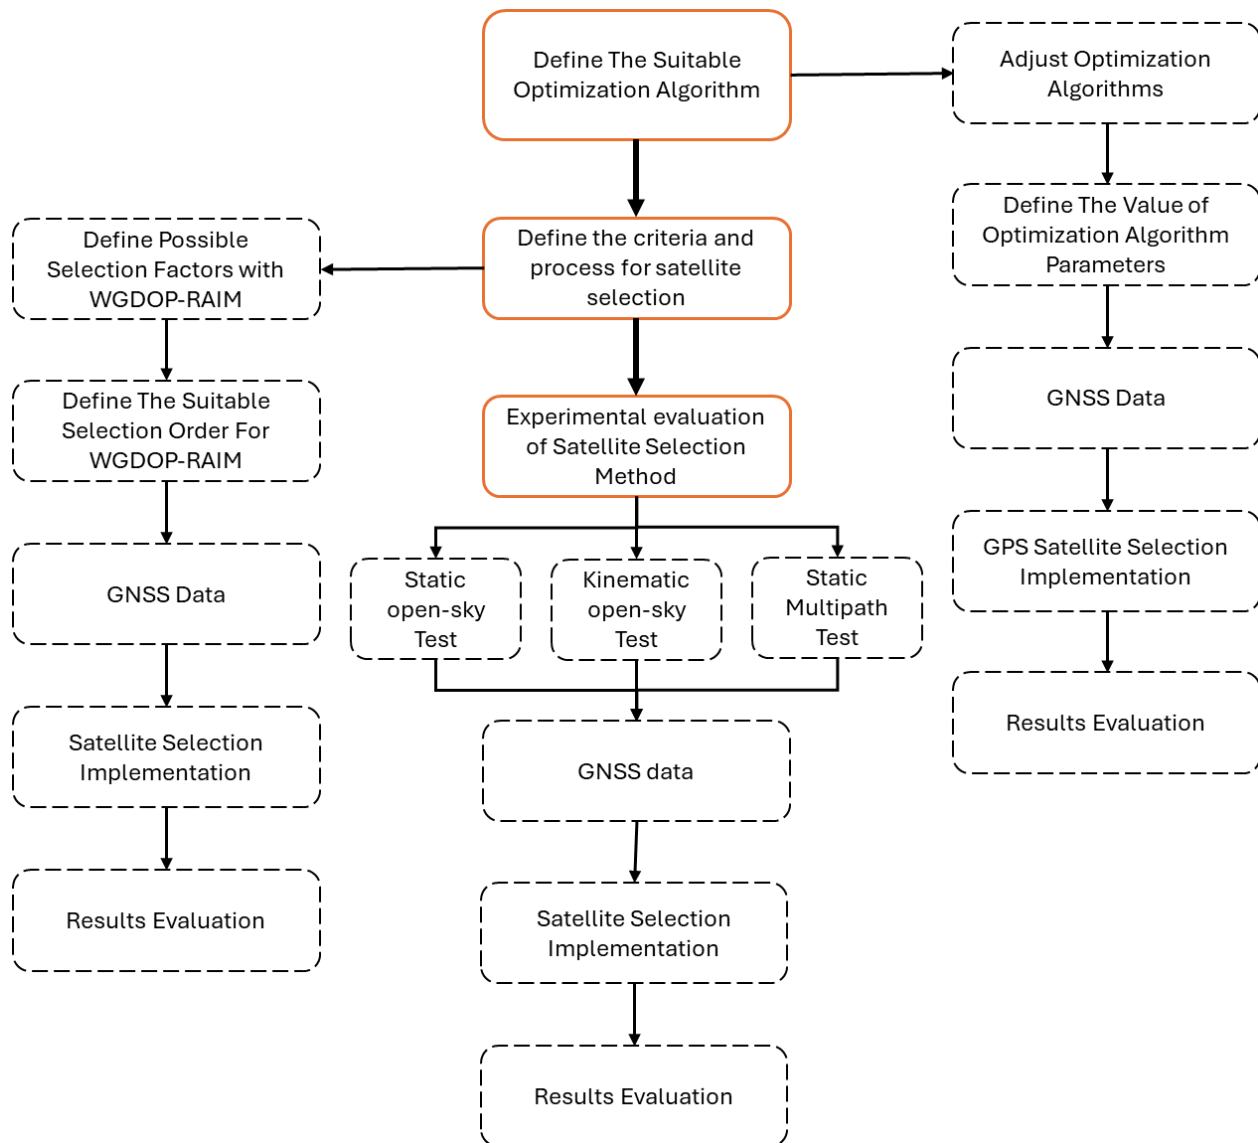 Define The Suitable
Optimization Algorithm
Adjust Optimization
Algorithms
Define The Value of
Optimization Algorithm
Parameters
GNSS Data
GPS Satellite Selection
Implementation
Results Evaluation
Define the criteria and
process for satellite
selection
Define Possible
Selection Factors with
WGDOP-RAIM
Define The Suitable
Selection Order For
WGDOP-RAIM
GNSS Data
Satellite Selection
Implementation
Results Evaluation
Experimental evaluation
of Satellite Selection
Method
Static
open-sky
Test
Kinematic
open-sky
Test
Static
Multipath
Test
GNSS data
Satellite Selection
Implementation
Results Evaluation